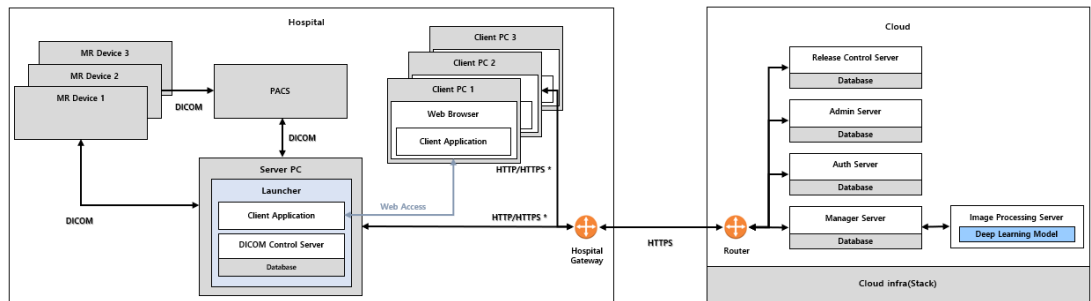 Hospital
MR Device 3
MR Device 2
MR Device 1
DICOM
PACS
DICOM
DICOM
Client PC 3
Client PC 2
Client PC 1
Web Browser
Client Application
HTTP/HTTPS *
Server PC
Launcher
Client Application
DICOM Control Server
Database
Web Access
HTTP/HTTPS *
Hospital
Gateway
HTTPS
Cloud
Router
Release Control Server
Database
Admin Server
Database
Auth Server
Database
Manager Server
Database
Image Processing Server
Deep Learning Model
Cloud infra(Stack)